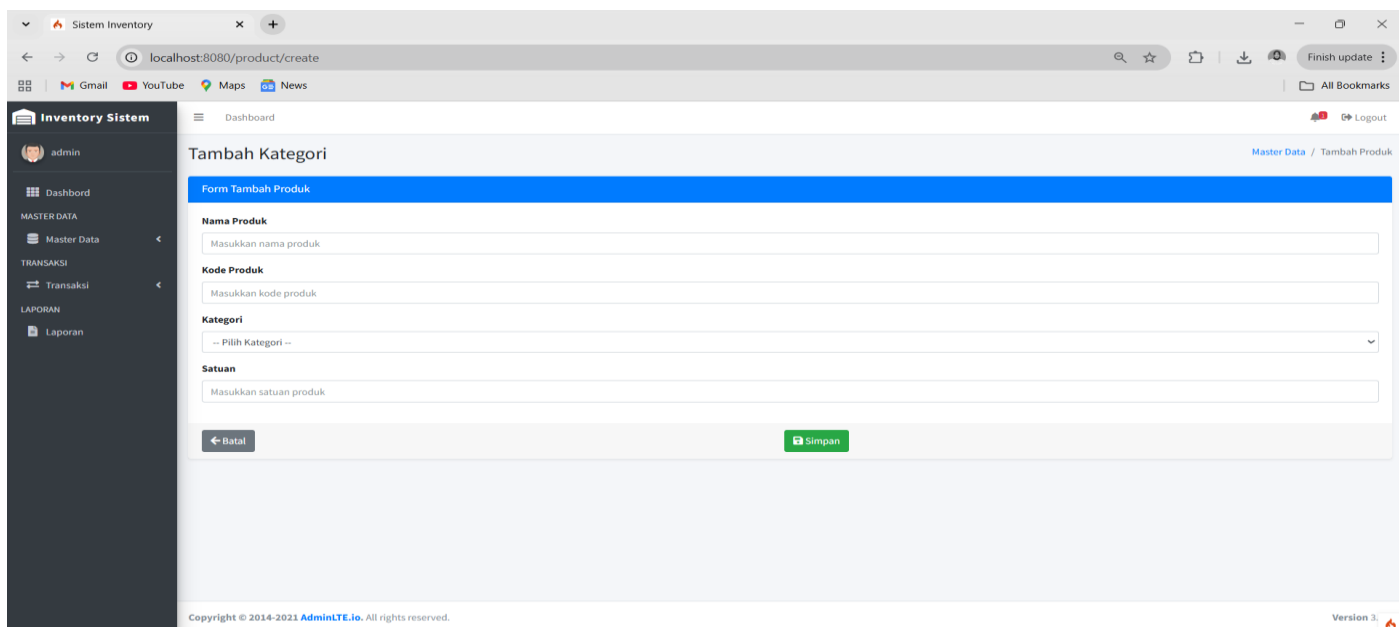 Sistem Inventory
localhost:8080/product/create
Finish update
Gmail YouTube Maps News
All Bookmarks
Inventory Sistem
Dashboard
Logout
admin
Tambah Kategori
Master Data / Tambah Produk
Dashbord
MASTER DATA
Master Data
TRANSAKSI
Transaksi
LAPORAN
Laporan
Form Tambah Produk
Nama Produk
Masukkan nama produk
Kode Produk
Masukkan kode produk
Kategori
-- Pilih Kategori --
Satuan
Masukkan satuan produk
Batal
Simpan
Copyright © 2014-2021 AdminLTE.io. All rights reserved.
Version 3.